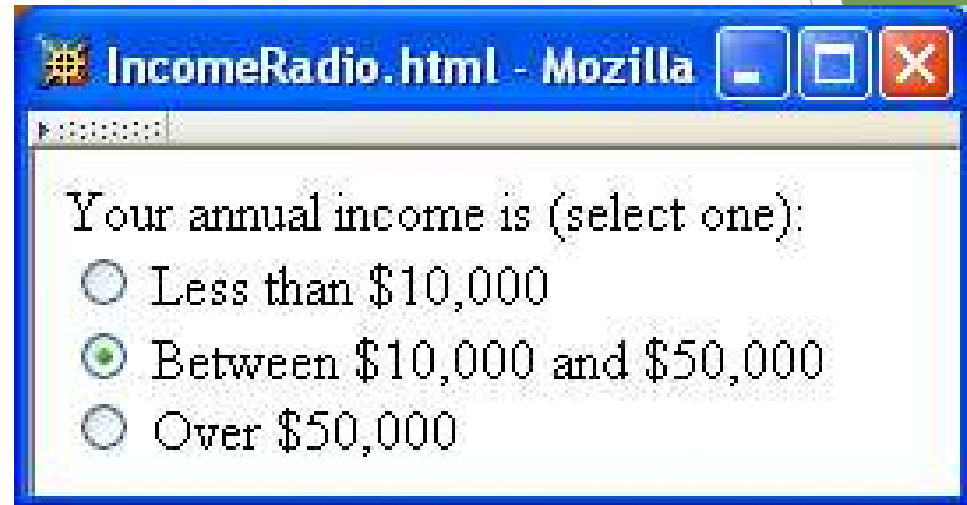 IncomeRadio.html - Mozilla
Your annual income is (select one):
Less than $10,000
Between $10,000 and $50,000
Over $50,000